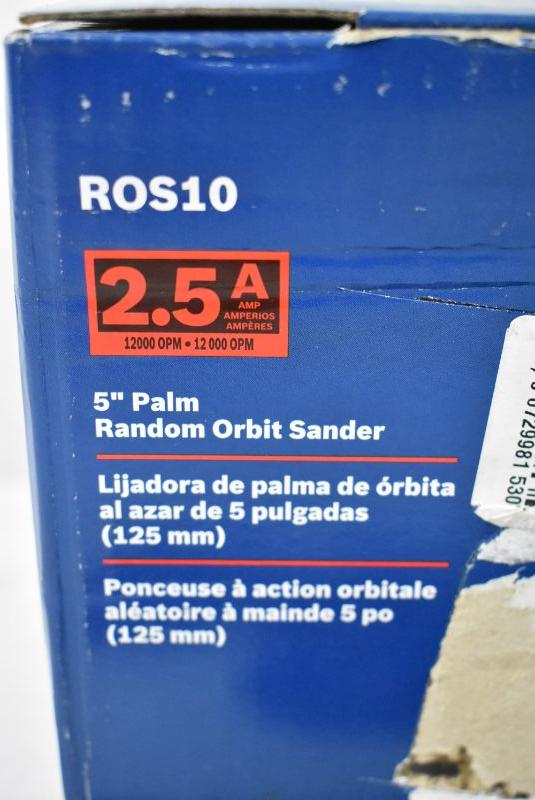 ROS10
2.5 A
AMP
AMPERIOS
AMPÈRES
12000 OPM • 12 000 OPM
5" Palm
Random Orbit Sander
Lijadora de palma de órbita
al azar de 5 pulgadas
(125 mm)
Ponceuse à action orbitale
aléatoire à mainde 5 po
(125 mm)